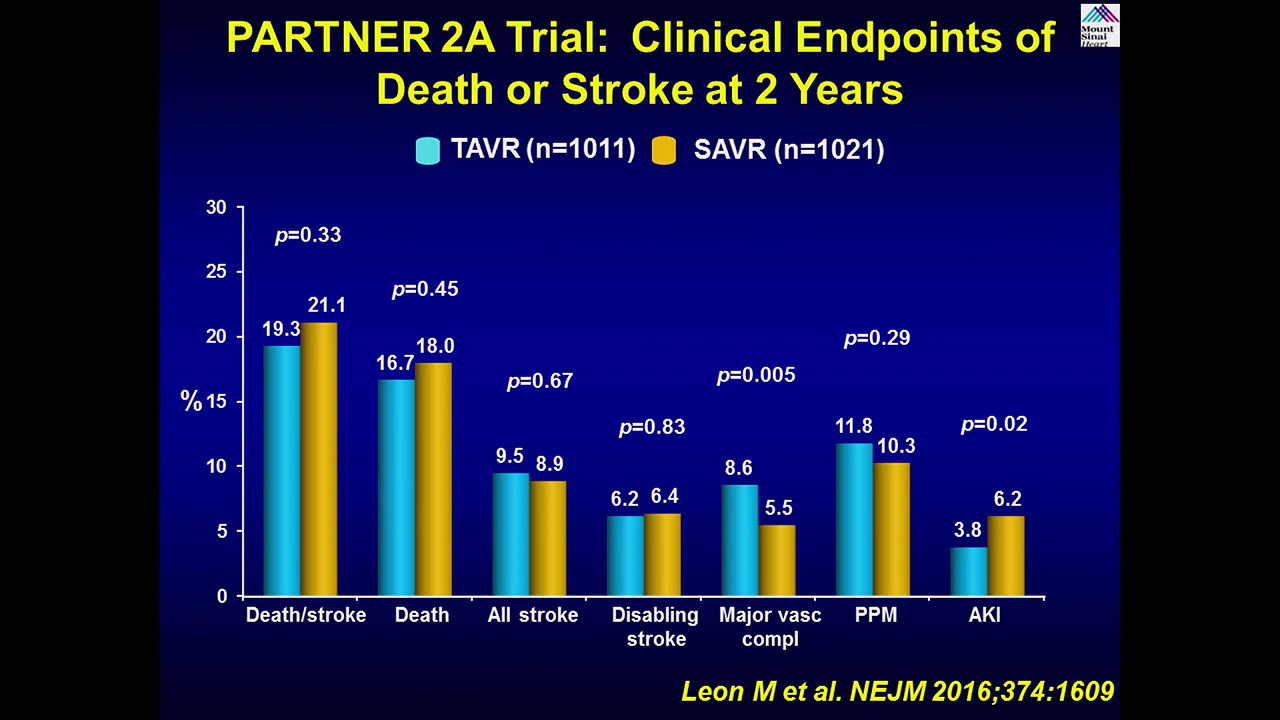 PARTNER 2A Trial: Clinical Endpoints of
Death or Stroke at 2 Years
Mount
Sinai
Heart
TAVR (n=1011) SAVR (n=1021)
30
25
20
15
10
5
0
%
p=0.33
19.3 21.1
p=0.45
16.7 18.0
p=0.67
9.5 8.9
p=0.83
6.2 6.4
p=0.005
8.6 5.5
p=0.29
11.8 10.3
p=0.02
3.8 6.2
Death/stroke Death All stroke Disabling stroke Major vasc compl PPM AKI
Leon M et al. NEJM 2016;374:1609